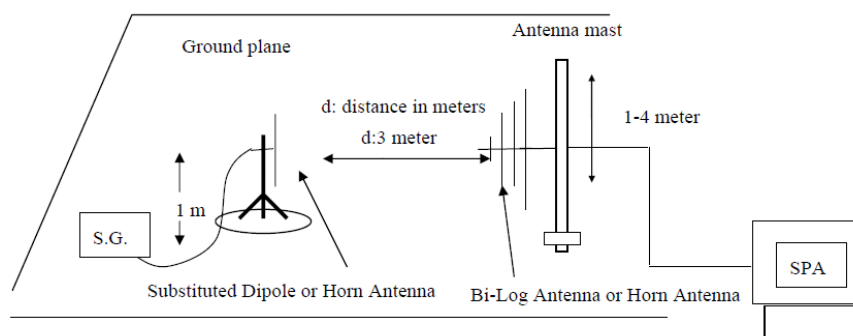 Ground plane
Antenna mast
d: distance in meters
d:3 meter
1-4 meter
1 m
S.G.
SPA
Substituted Dipole or Horn Antenna
Bi-Log Antenna or Horn Antenna